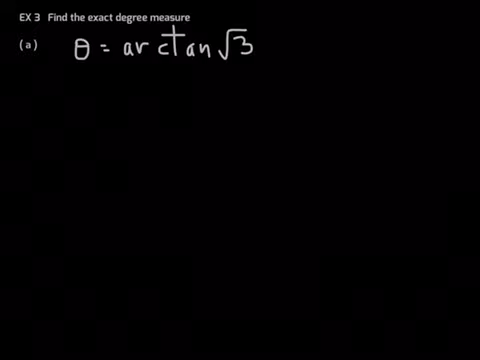 EX 3 Find the exact degree measure
(a) θ = arctan √3